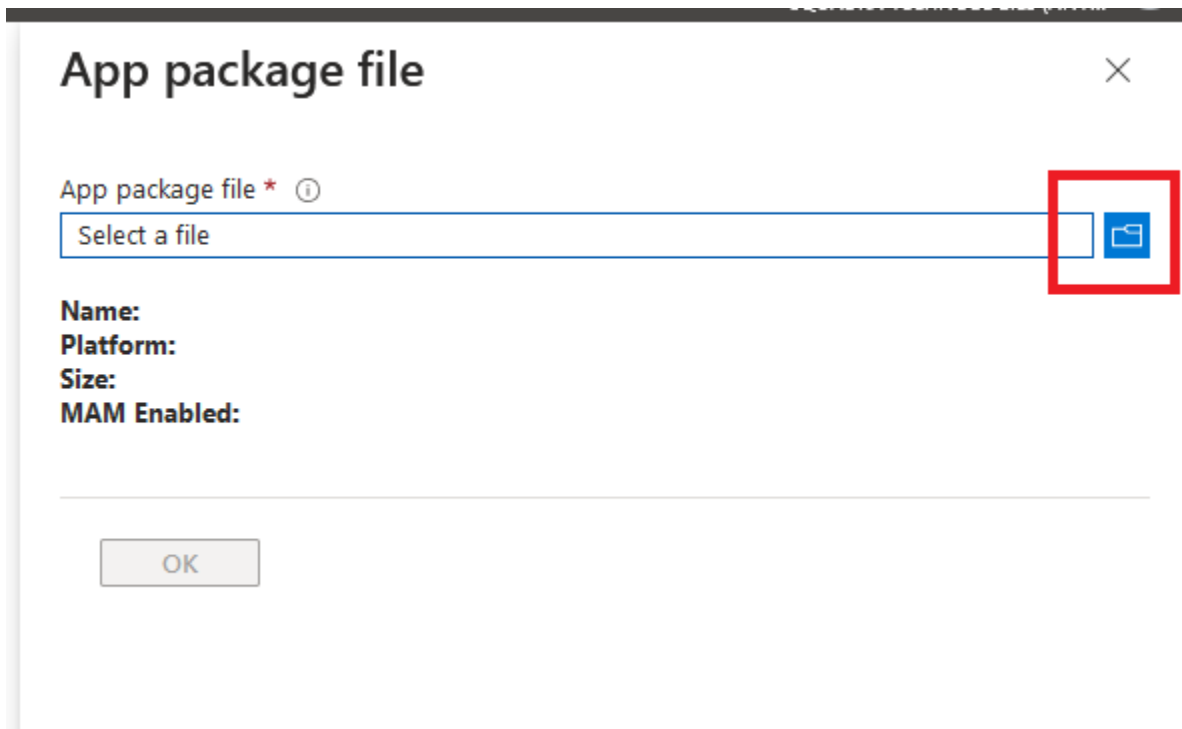 App package file
App package file *
Select a file
Name:
Platform:
Size:
MAM Enabled:
OK